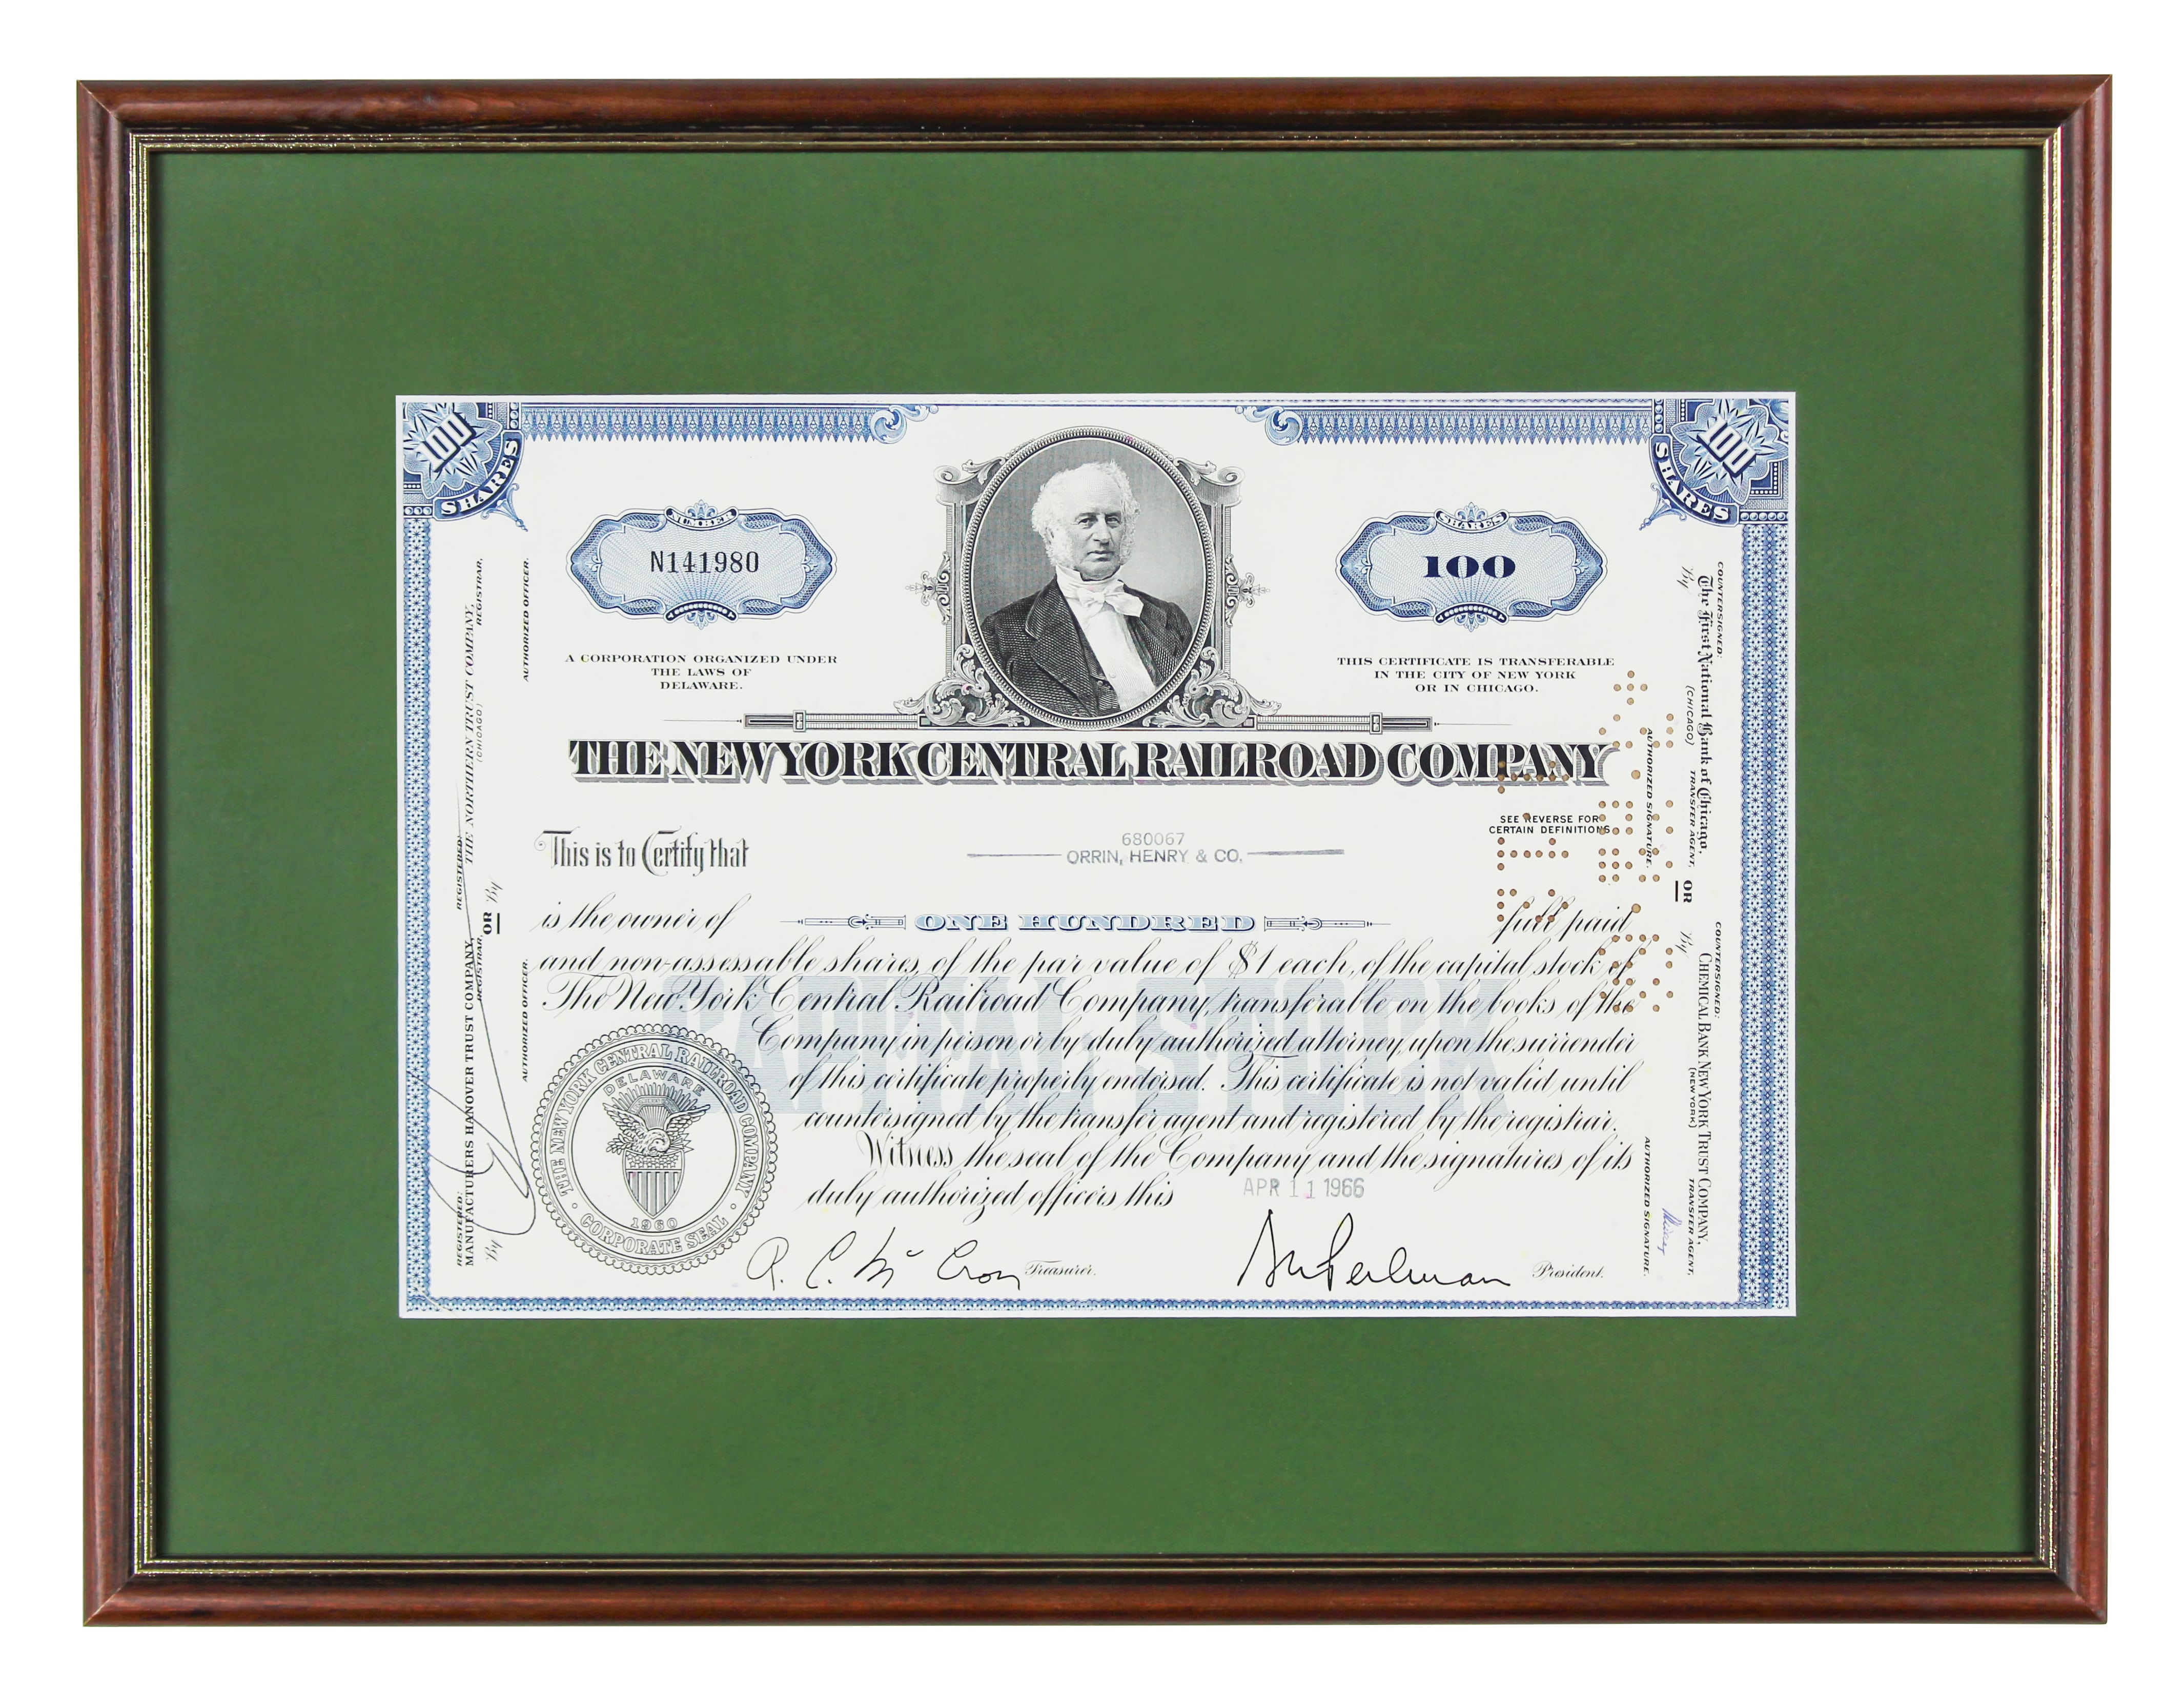 100
SHARES
100
SHARES
NUMBER
N141980
SHARES
100
A CORPORATION ORGANIZED UNDER
THE LAWS OF
DELAWARE.
THIS CERTIFICATE IS TRANSFERABLE
IN THE CITY OF NEW YORK
OR IN CHICAGO.
THE NEW YORK CENTRAL RAILROAD COMPANY
SEE REVERSE FOR
CERTAIN DEFINITIONS.
This is to Certify that
680067
ORRIN, HENRY & CO.
is the owner of ONE HUNDRED full paid
and non-assessable shares, of the par value of $1 each, of the capital stock of
The New York Central Railroad Company, transferable on the books of the
Company in person or by duly authorized attorney, upon the surrender
of this certificate properly endorsed. This certificate is not valid until
countersigned by the transfer agent and registered by the registrar.
Witness the seal of the Company and the signatures of its
duly authorized officers this APR 11 1966
CAPITAL STOCK
THE NEW YORK CENTRAL RAILROAD COMPANY
DELAWARE
1960
CORPORATE SEAL
R. C. Mc Cron Treasurer.
Perlman President.
REGISTERED:
THE NORTHERN TRUST COMPANY,
(CHICAGO) REGISTRAR.
By
AUTHORIZED OFFICER.
OR
REGISTERED:
MANUFACTURERS HANOVER TRUST COMPANY,
REGISTRAR.
By
AUTHORIZED OFFICER.
COUNTERSIGNED:
The First National Bank of Chicago,
(CHICAGO) TRANSFER AGENT,
By
AUTHORIZED SIGNATURE.
OR
COUNTERSIGNED:
CHEMICAL BANK NEW YORK TRUST COMPANY,
(NEW YORK) TRANSFER AGENT,
By
AUTHORIZED SIGNATURE.